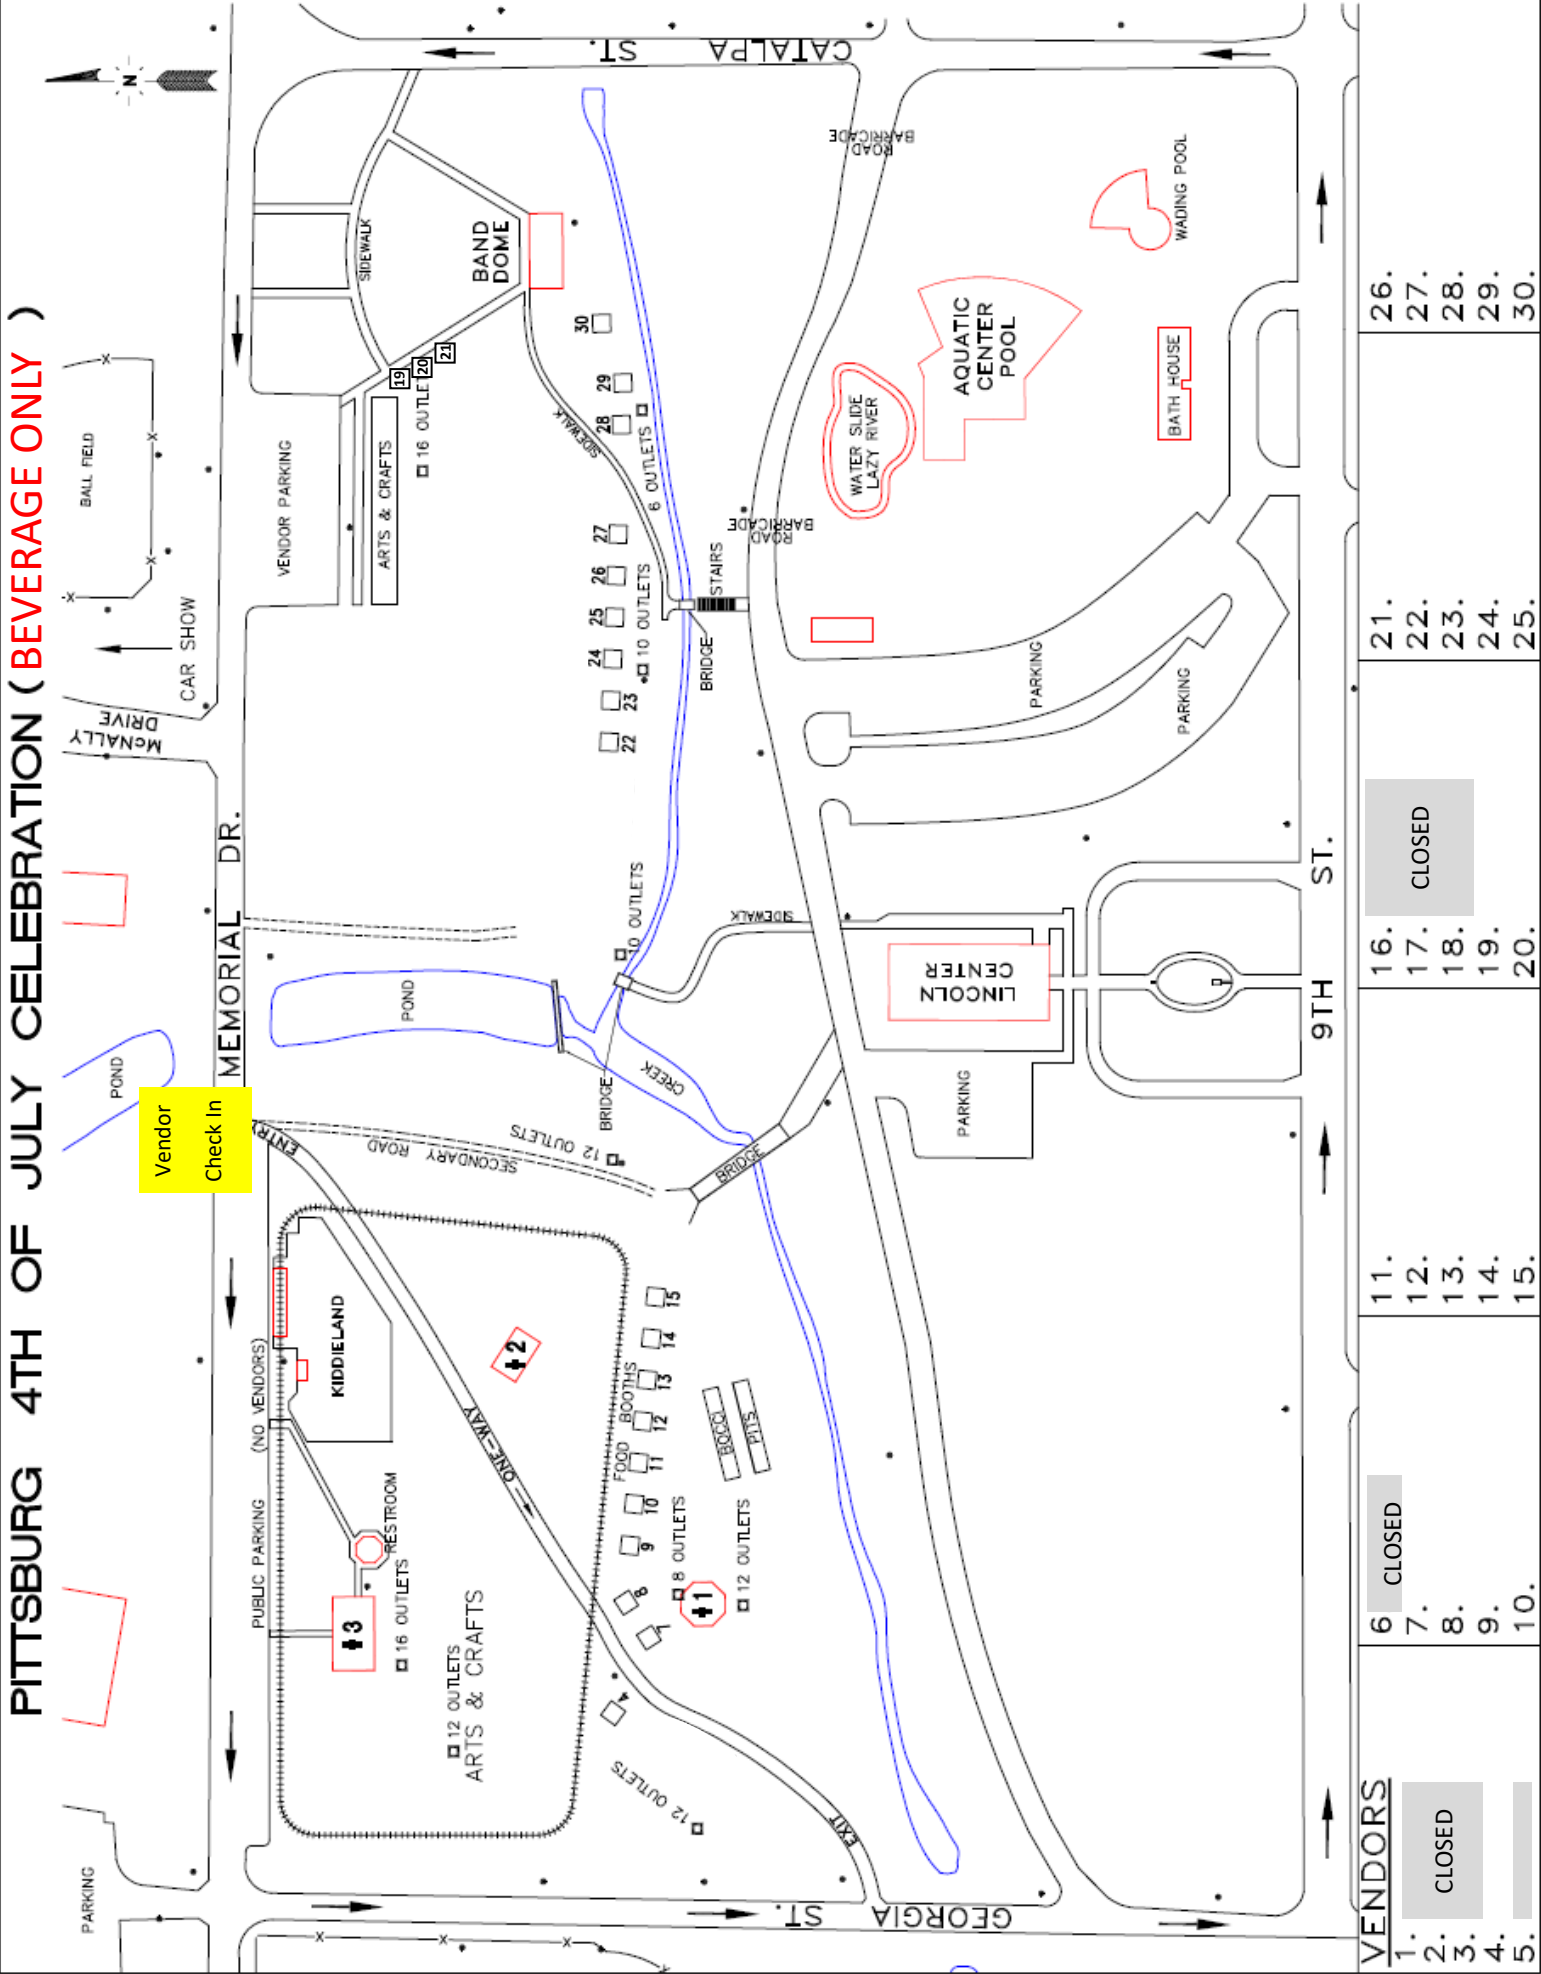 PITTSBURG 4TH OF JULY CELEBRATION (BEVERAGE ONLY )
N
PARKING
POND
Vendor
Check In
McNALLY
DRIVE
CAR SHOW
BALL FIELD
MEMORIAL DR.
PUBLIC PARKING (NO VENDORS)
ENTRY
KIDDIELAND
#3
RESTROOM
16 OUTLETS
12 OUTLETS
ARTS & CRAFTS
ONE-WAY
#2
SECONDARY ROAD
12 OUTLETS
POND
VENDOR PARKING
ARTS & CRAFTS
16 OUTLET
19
20
21
SIDEWALK
BAND
DOME
CATALPA ST.
FOOD BOOTHS
4
7
8
9
10
11
12
13
14
15
12 OUTLETS
8 OUTLETS
#1
12 OUTLETS
BOCCI
PITS
BRIDGE
BRIDGE
CREEK
10 OUTLETS
22
23
24
25
26
27
28
29
30
10 OUTLETS
6 OUTLETS
SIDEWALK
BRIDGE
STAIRS
SIDEWALK
ROAD
BARRICADE
ROAD
BARRICADE
EXIT
GEORGIA ST.
PARKING
LINCOLN
CENTER
PARKING
PARKING
WATER SLIDE
LAZY RIVER
AQUATIC
CENTER
POOL
BATH HOUSE
WADING POOL
9TH ST.
VENDORS
1.
2.
3.
4.
5.
CLOSED
6
CLOSED
7.
8.
9.
10.
11.
12.
13.
14.
15.
16.
17.
18.
19.
20.
CLOSED
21.
22.
23.
24.
25.
26.
27.
28.
29.
30.